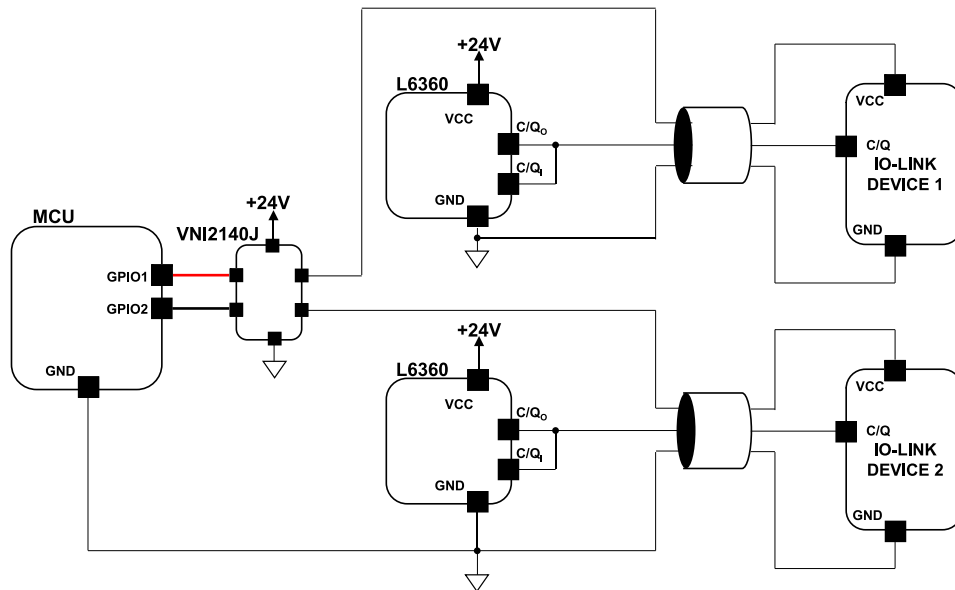 +24V
L6360
VCC
C/QO
C/QI
GND
VCC
C/Q
IO-LINK
DEVICE 1
GND
MCU
+24V
VNI2140J
GPIO1
GPIO2
GND
+24V
L6360
VCC
C/QO
C/QI
GND
VCC
C/Q
IO-LINK
DEVICE 2
GND